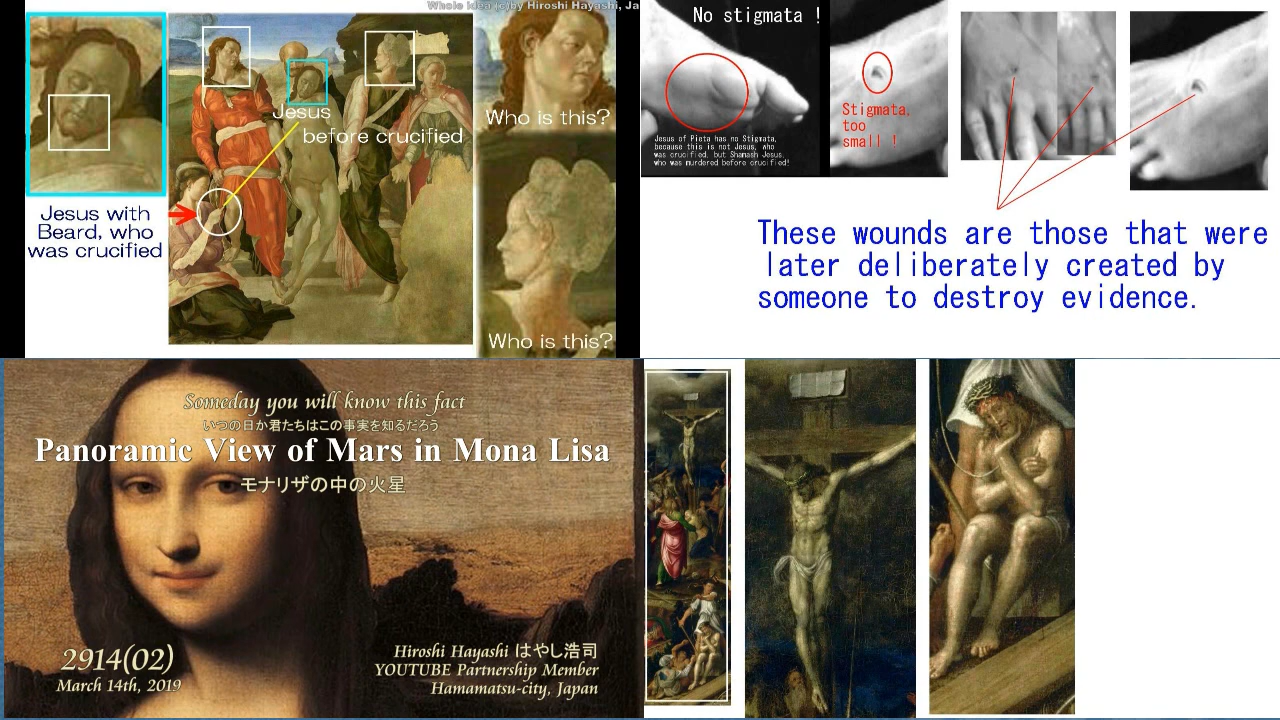 Whole idea (c)by Hiroshi Hayashi, Ja
Jesus
before crucified
Who is this?
Jesus with
Beard, who
was crucified
Who is this?
No stigmata !
Jesus of Pieta has no Stigmata,
because this is not Jesus, who
was crucified, but Shamash Jesus,
who was murdered before crucified!
Stigmata,
too
small !
These wounds are those that were
later deliberately created by
someone to destroy evidence.
Someday you will know this fact
いつの日か君たちはこの事実を知るだろう
Panoramic View of Mars in Mona Lisa
モナリザの中の火星
2914(02)
March 14th, 2019
Hiroshi Hayashi はやし浩司
YOUTUBE Partnership Member
Hamamatsu-city, Japan